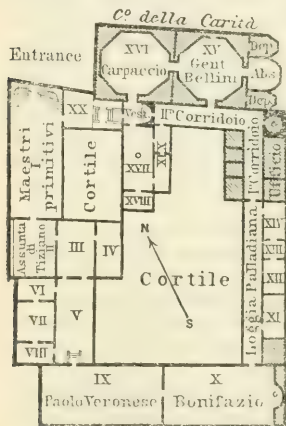 C⁰ della Carità
Entrance
XVI
Carpaccio
XV
Gent
Bellini
Dep
Abs
Dep
XX
Vest
IIº Corridoio
Maestri
I
primitivi
Cortile
XVII
XIX
XVIII
Iº Corridoio
Ufficio
Assunta
di
Tiziano
II
III
IV
N
Cortile
S
Loggia Palladiana
XIV
XIII
XII
XI
VI
VII
VIII
V
IX
Paolo Veronese
X
Bonifazio